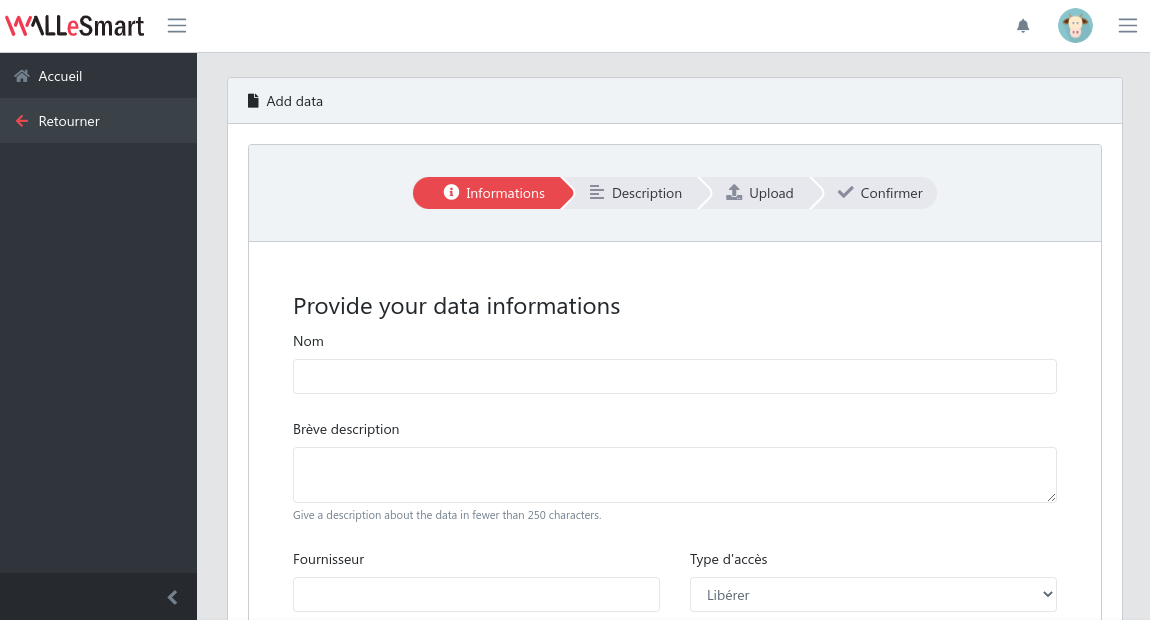 WALLeSmart
Accueil
Retourner
Add data
Informations
Description
Upload
Confirmer
Provide your data informations
Nom
Brève description
Give a description about the data in fewer than 250 characters.
Fournisseur
Type d'accès
Libérer